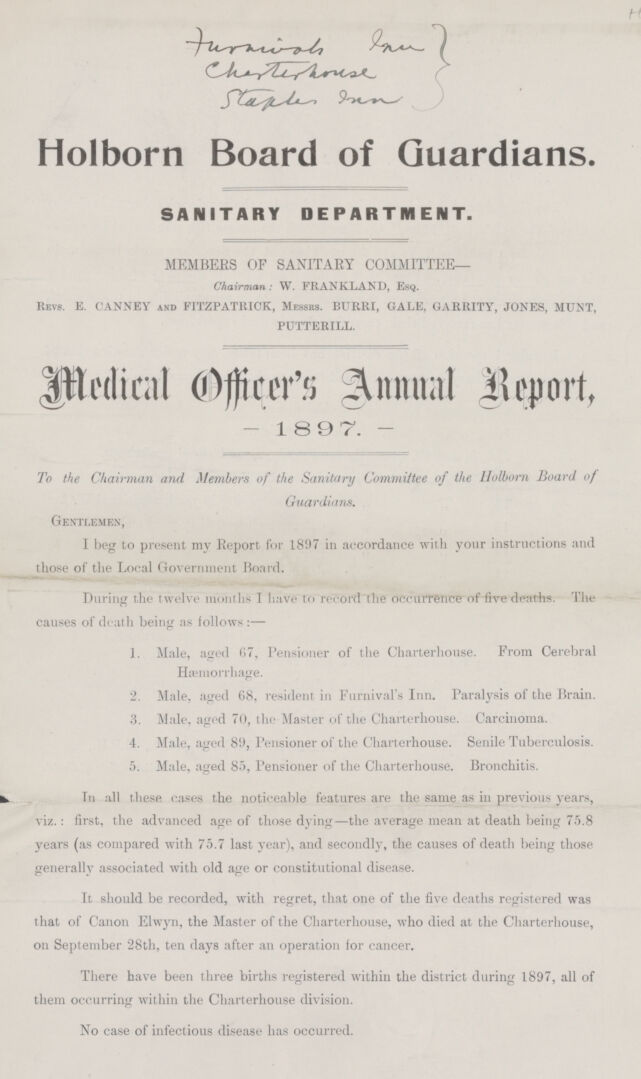 Furnivals Inn
Charterhouse
Staples Inn
Holborn Board of Guardians.
SANITARY DEPARTMENT.
MEMBERS OF SANITARY COMMITTEE—
Chairman: W. FRANKLAND, Esq.
Revs. E. CANNEY and FITZPATRICK, Messrs. BURRI, GALE, GARRITY, JONES, MUNT,
PUTTERILL.
Medical Officer's Annual Report,
– 1897. –
To the Chairman and Members of the Sanitary Committee of the Holborn Board of
Guardians.
Gentlemen,
I beg to present my Report for 1897 in accordance with your instructions and
those of the Local Government Board.
During the twelve months I have to record the occurrence of five deaths. The
causes of death being as follows:—
1. Male, aged 67, Pensioner of the Charterhouse. From Cerebral
Hæmorrhage.
2. Male, aged 68, resident in Furnival's Inn. Paralysis of the Brain.
3. Male, aged 70, the Master of the Charterhouse. Carcinoma.
4. Male, aged 89, Pensioner of the Charterhouse. Senile Tuberculosis.
5. Male, aged 85, Pensioner of the Charterhouse. Bronchitis.
In all these cases the noticeable features are the same as in previous years,
viz.: first, the advanced age of those dying—the average mean at death being 75.8
years (as compared with 75.7 last year), and secondly, the causes of death being those
generally associated with old age or constitutional disease.
It should be recorded, with regret, that one of the five deaths registered was
that of Canon Elwyn, the Master of the Charterhouse, who died at the Charterhouse,
on September 28th, ten days after an operation for cancer.
There have been three births registered within the district during 1897, all of
them occurring within the Charterhouse division.
No case of infectious disease has occurred.